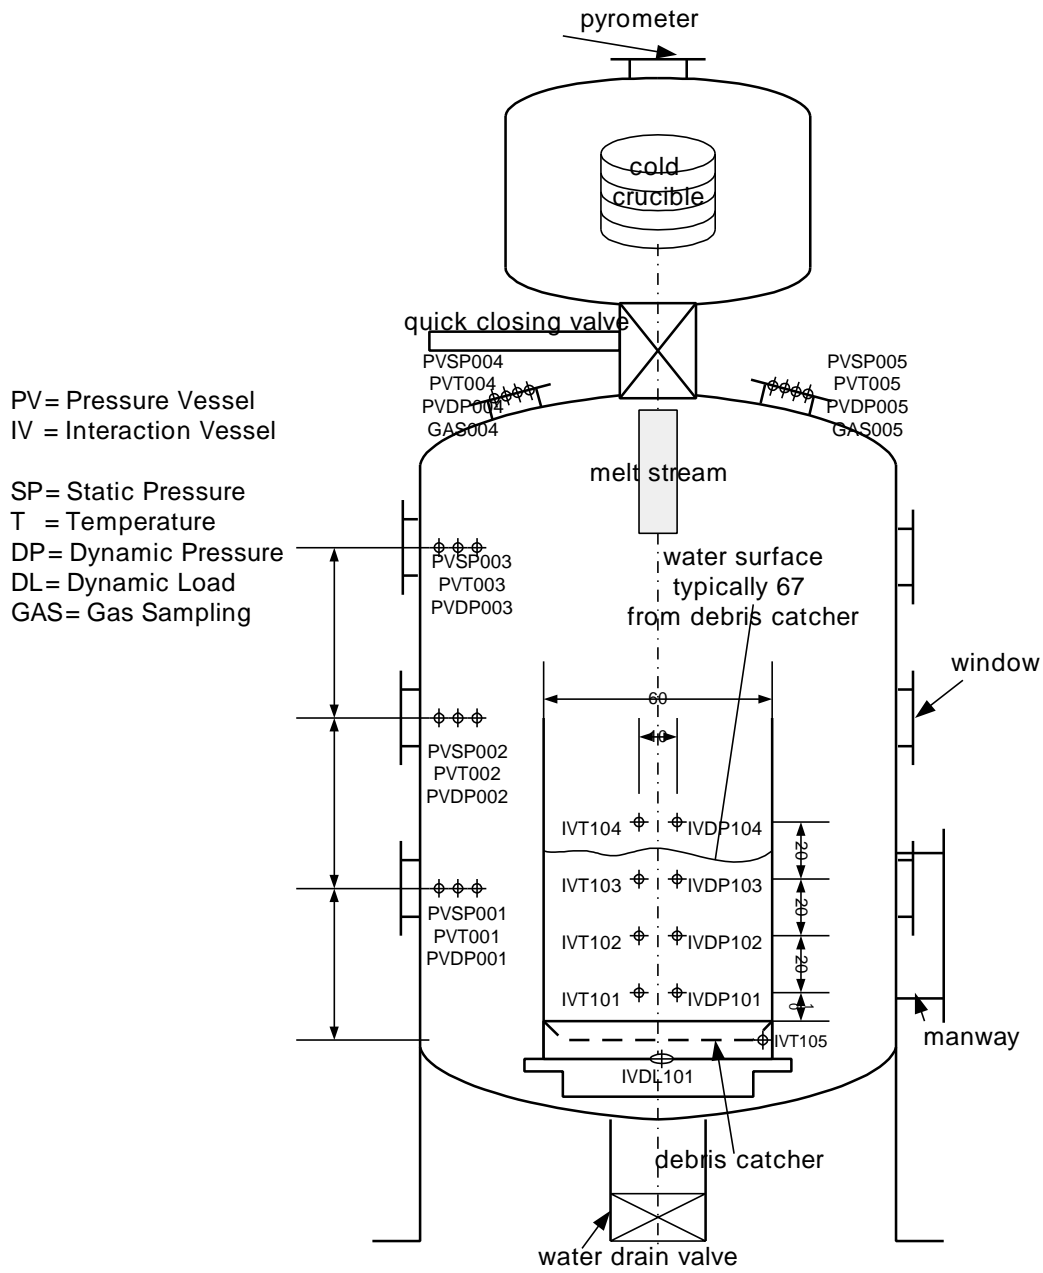 pyrometer
cold
crucible
quick closing valve
PVSP004
PVT004
PVDP004
GAS004
PVSP005
PVT005
PVDP005
GAS005
PV= Pressure Vessel
IV = Interaction Vessel
SP= Static Pressure
T = Temperature
DP= Dynamic Pressure
DL= Dynamic Load
GAS= Gas Sampling
melt stream
PVSP003
PVT003
PVDP003
water surface
typically 67
from debris catcher
window
60
10
PVSP002
PVT002
PVDP002
IVT104
IVDP104
20
IVT103
IVDP103
20
PVSP001
PVT001
PVDP001
IVT102
IVDP102
20
IVT101
IVDP101
10
manway
IVT105
IVDL101
debris catcher
water drain valve